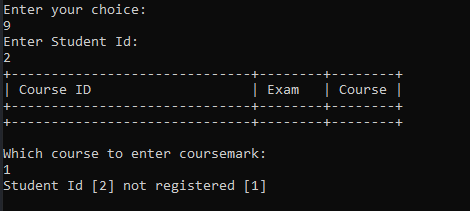 Enter your choice:
9
Enter Student Id:
2
+------------------------------+--------+--------+
| Course ID                    | Exam   | Course |
+------------------------------+--------+--------+
+------------------------------+--------+--------+
Which course to enter coursemark:
1
Student Id [2] not registered [1]